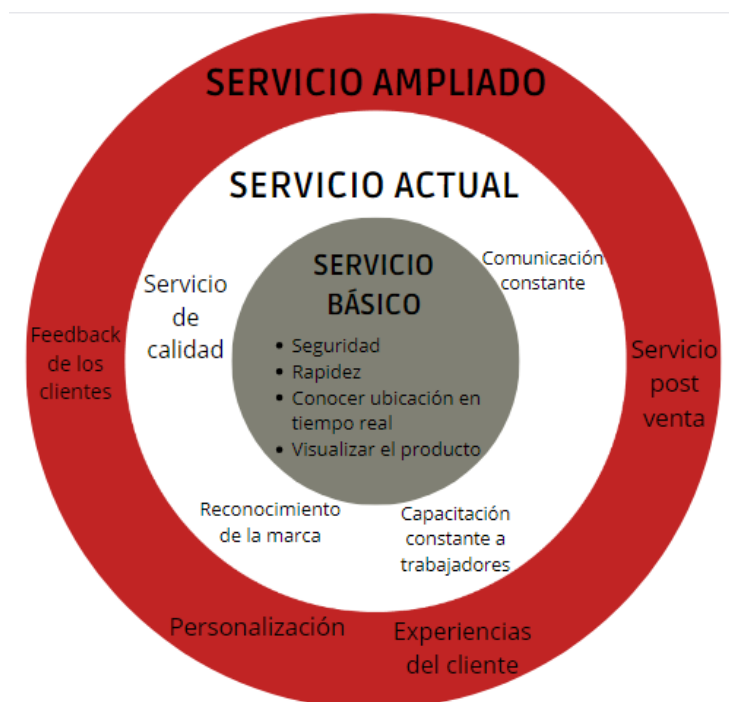 SERVICIO AMPLIADO
SERVICIO ACTUAL
SERVICIO
BÁSICO
• Seguridad
• Rapidez
• Conocer ubicación en
tiempo real
• Visualizar el producto
Servicio
de
calidad
Comunicación
constante
Reconocimiento
de la marca
Capacitación
constante a
trabajadores
Feedback
de los
clientes
Servicio
post
venta
Personalización
Experiencias
del cliente